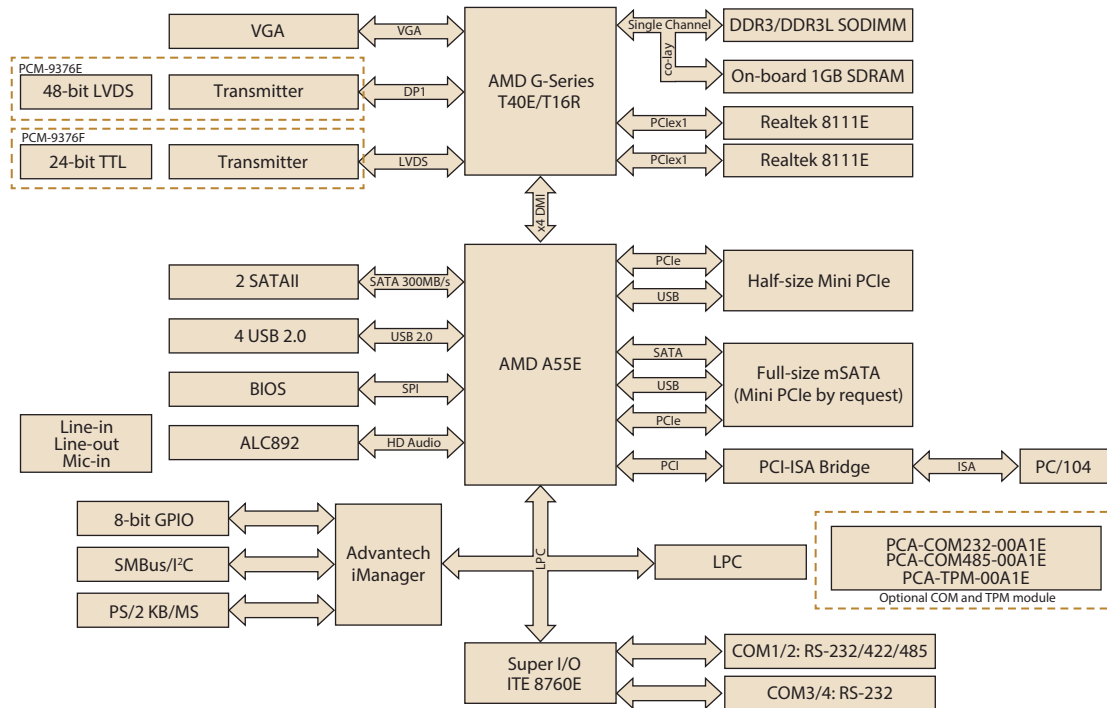 VGA
VGA
AMD G-Series
T40E/T16R
Single Channel
DDR3/DDR3L SODIMM
co-lay
On-board 1GB SDRAM
PCM-9376E
48-bit LVDS
Transmitter
DP1
PCIex1
Realtek 8111E
PCM-9376F
24-bit TTL
Transmitter
LVDS
PCIex1
Realtek 8111E
x4 DMI
2 SATAII
SATA 300MB/s
AMD A55E
PCIe
USB
Half-size Mini PCIe
4 USB 2.0
USB 2.0
SATA
USB
PCIe
Full-size mSATA
(Mini PCIe by request)
BIOS
SPI
Line-in
Line-out
Mic-in
ALC892
HD Audio
PCI
PCI-ISA Bridge
ISA
PC/104
8-bit GPIO
SMBus/I²C
PS/2 KB/MS
Advantech
iManager
LPC
LPC
PCA-COM232-00A1E
PCA-COM485-00A1E
PCA-TPM-00A1E
Optional COM and TPM module
Super I/O
ITE 8760E
COM1/2: RS-232/422/485
COM3/4: RS-232